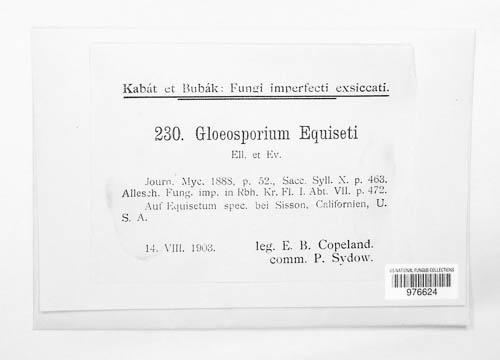 Kabát et Bubák: Fungi imperfecti exsiccati.
230. Gloeosporium Equiseti
Ell. et Ev.
Journ. Myc. 1888, p. 52., Sacc. Syll. X. p. 463.
Allesch. Fung. imp. in Rbh. Kr. Fl. I. Abt. VII. p. 472.
Auf Equisetum spec. bei Sisson, Californien, U.
S. A.
14. VIII. 1903.
leg. E. B. Copeland.
comm. P. Sydow.
US NATIONAL FUNGUS COLLECTIONS
976624